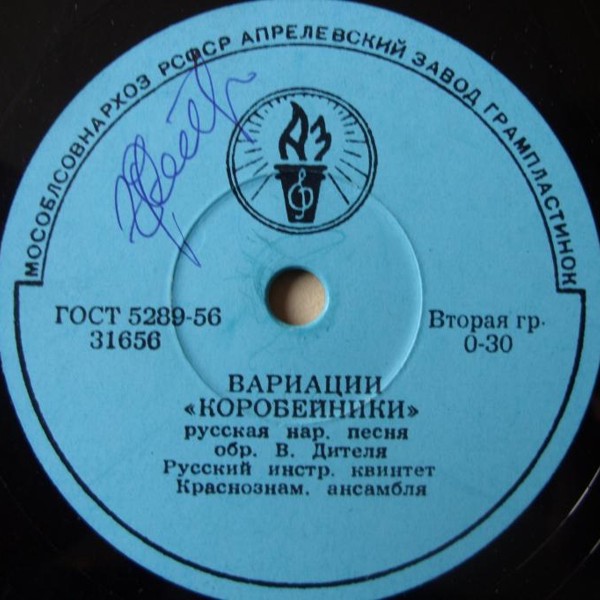 МОСОБЛСОВНАРХОЗ РСФСР АПРЕЛЕВСКИЙ ЗАВОД ГРАМПЛАСТИНОК
АЗ
ГОСТ 5289-56
31656
Вторая гр.
0-30
ВАРИАЦИИ
«КОРОБЕЙНИКИ»
русская нар. песня
обр. В. Дителя
Русский инстр. квинтет
Краснознам. ансамбля